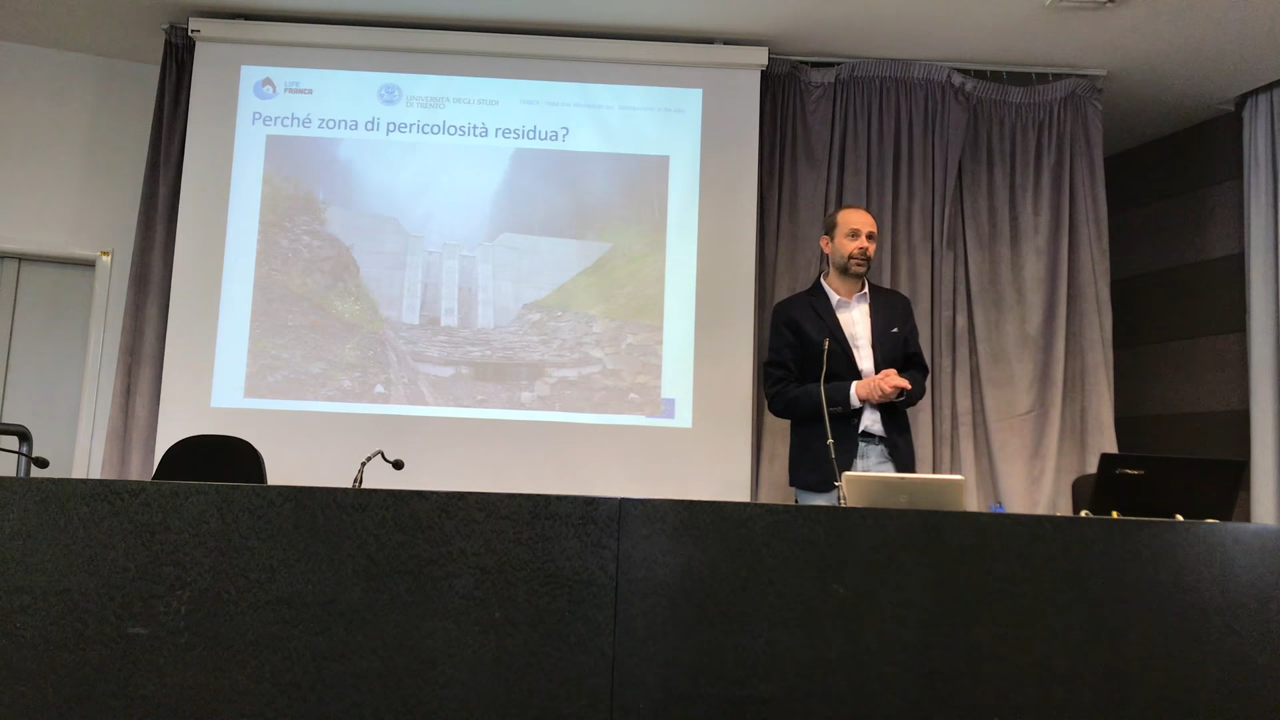 LIFE
FRANCA
UNIVERSITÀ DEGLI STUDI
DI TRENTO
Perché zona di pericolosità residua?